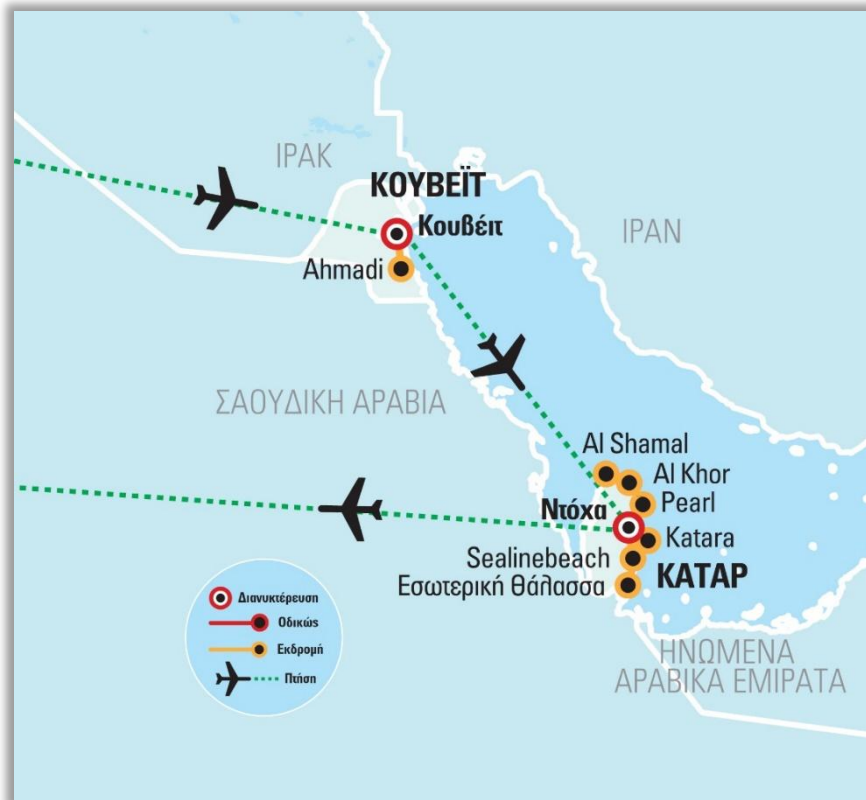 ΙΡΑΚ
ΚΟΥΒΕΪΤ
Κουβέιτ
ΙΡΑΝ
Ahmadi
ΣΑΟΥΔΙΚΗ ΑΡΑΒΙΑ
Al Shamal
Al Khor
Pearl
Ντόχα
Katara
Sealinebeach
Εσωτερική Θάλασσα
ΚΑΤΑΡ
ΗΝΩΜΕΝΑ
ΑΡΑΒΙΚΑ ΕΜΙΡΑΤΑ
Διανυκτέρευση
Οδικώς
Εκδρομή
Πτήση